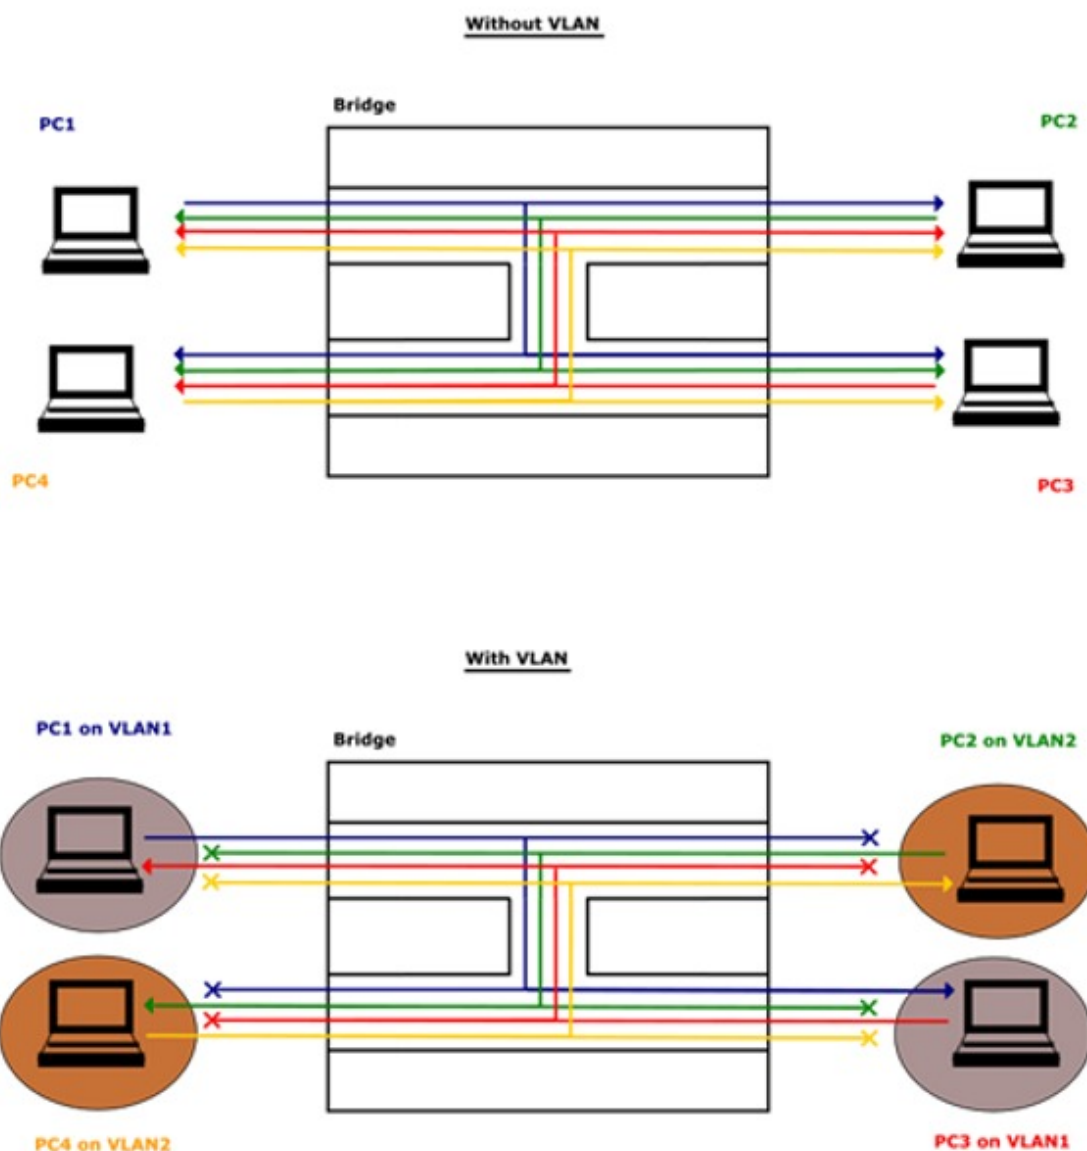 Without VLAN
Bridge
PC1
PC2
PC4
PC3
With VLAN
PC1 on VLAN1
Bridge
PC2 on VLAN2
PC4 on VLAN2
PC3 on VLAN1